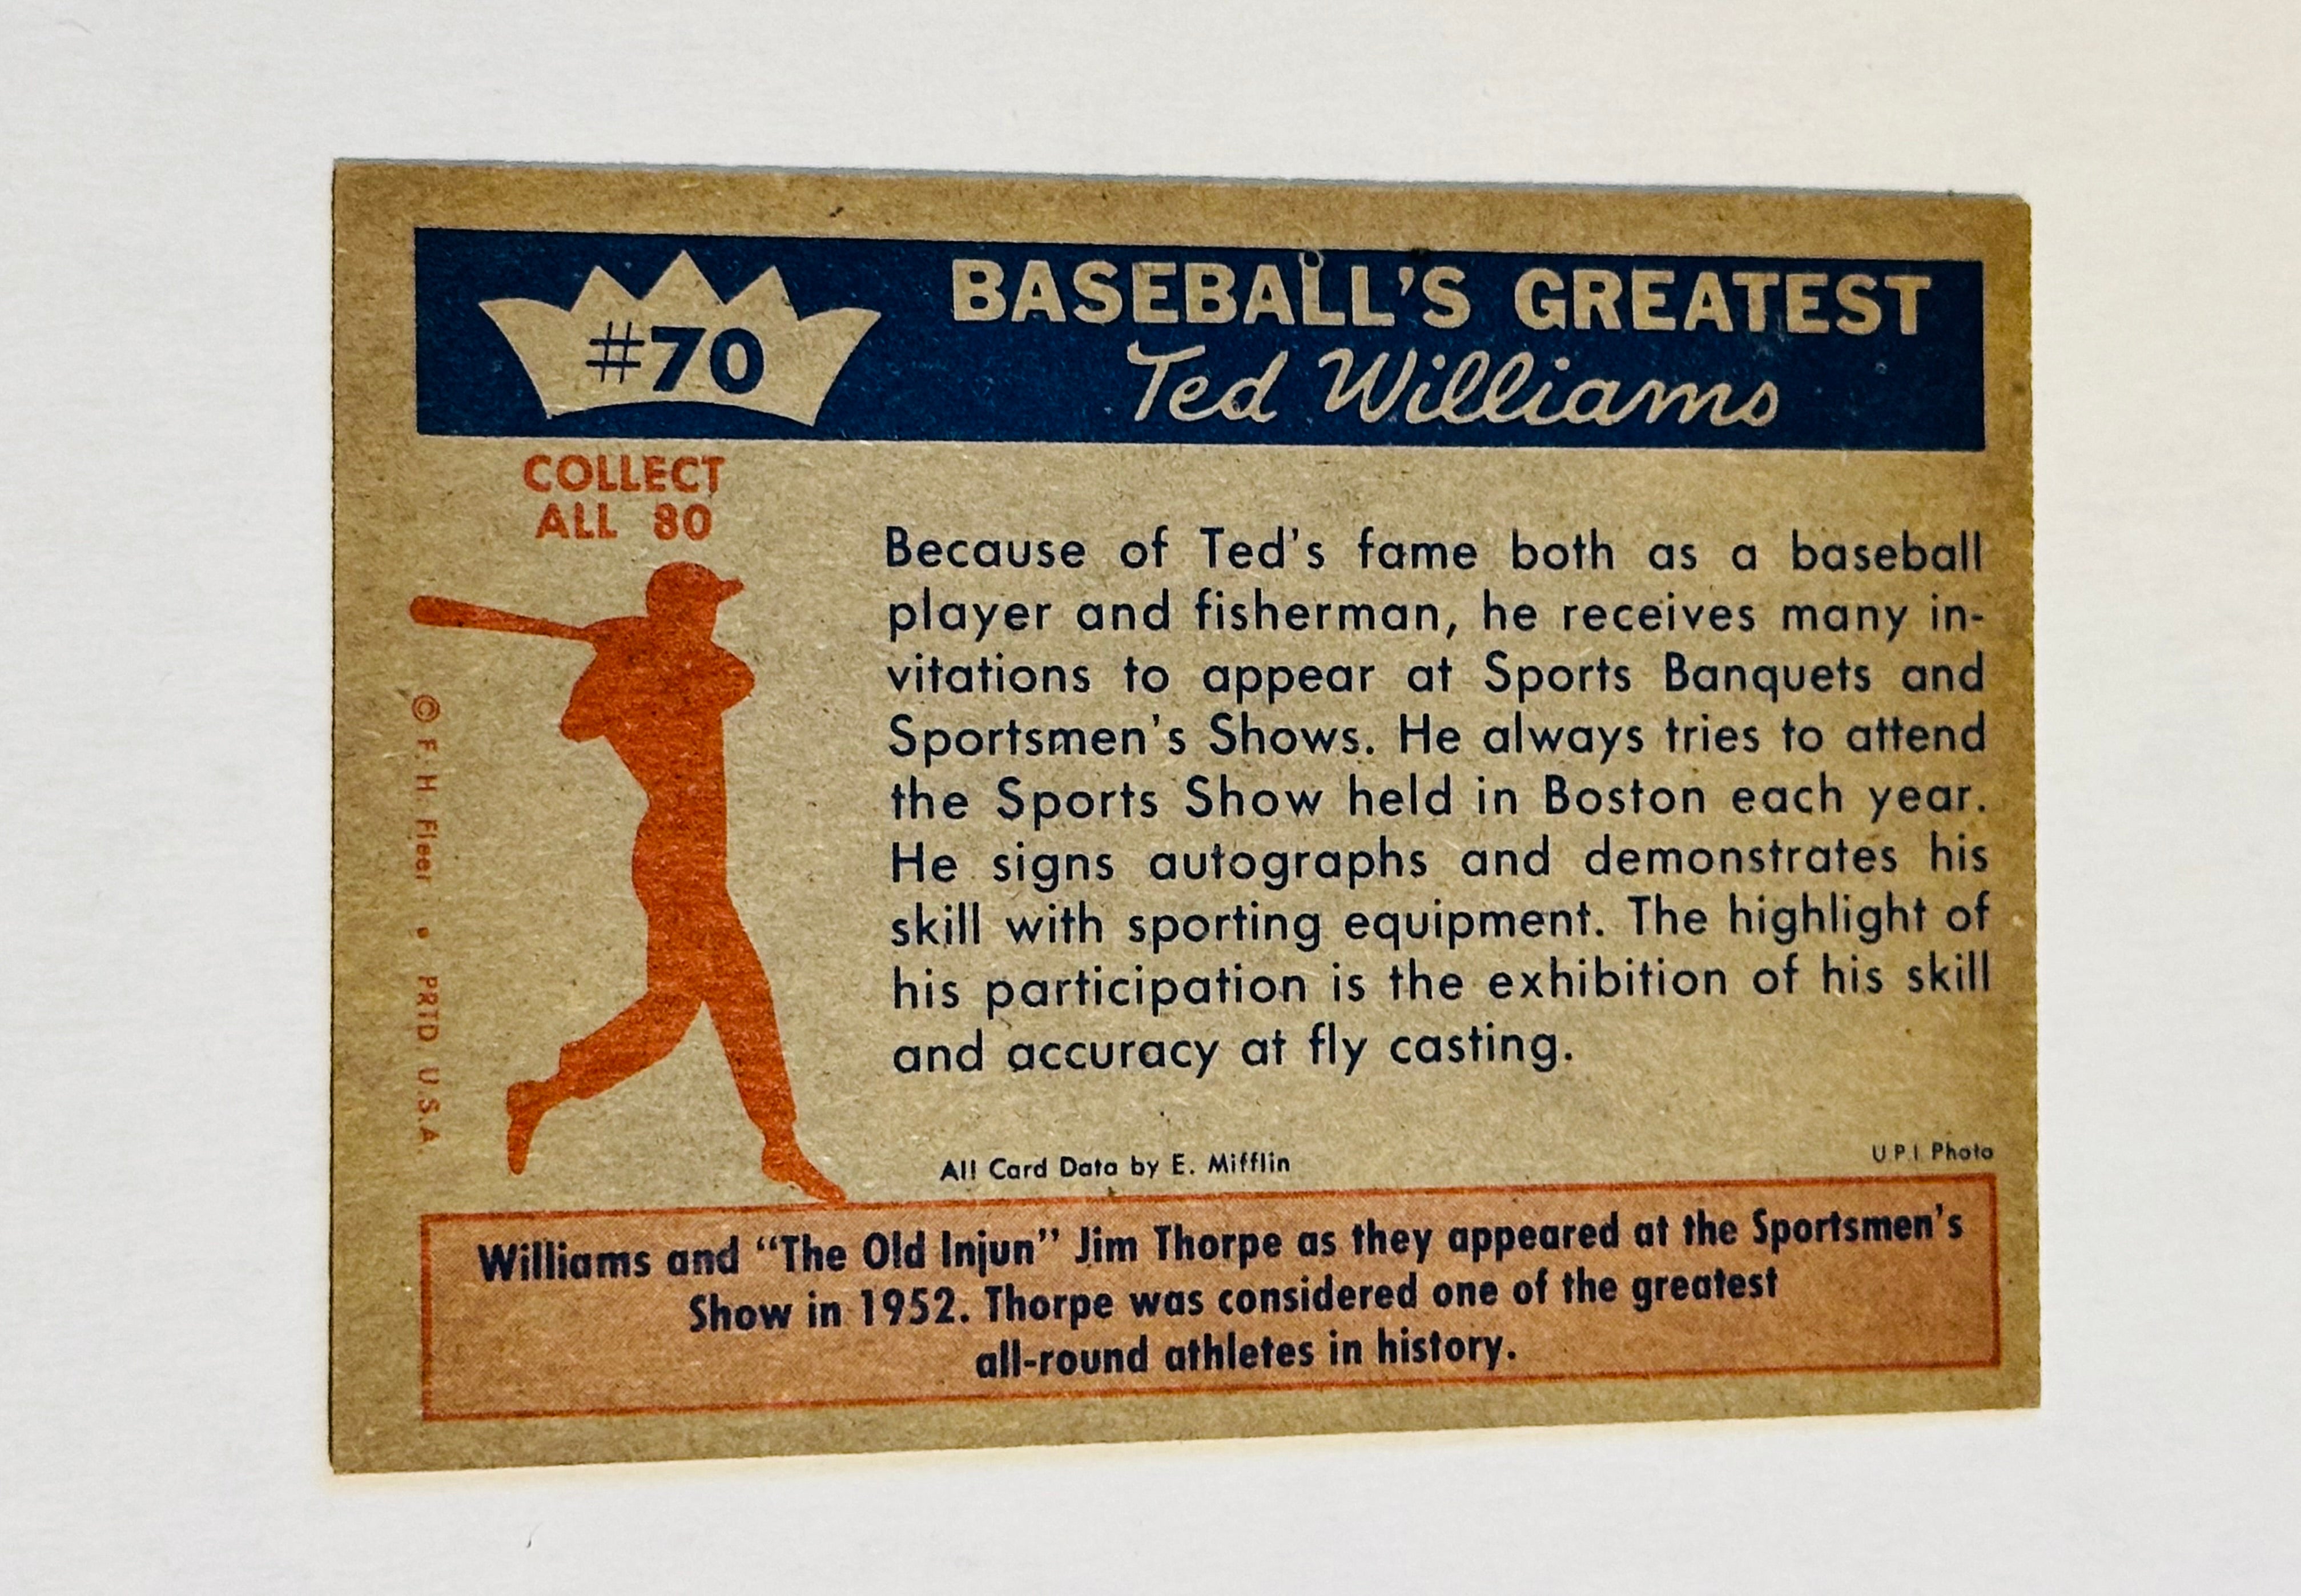 #70
BASEBALL'S GREATEST
Ted Williams
COLLECT
ALL 80
Because of Ted's fame both as a baseball
player and fisherman, he receives many in-
vitations to appear at Sports Banquets and
Sportsmen's Shows. He always tries to attend
the Sports Show held in Boston each year.
He signs autographs and demonstrates his
skill with sporting equipment. The highlight of
his participation is the exhibition of his skill
and accuracy at fly casting.
© F. H. Fleer • PRTD U.S.A.
All Card Data by E. Mifflin
U P I Photo
Williams and “The Old Injun” Jim Thorpe as they appeared at the Sportsmen's
Show in 1952. Thorpe was considered one of the greatest
all-round athletes in history.